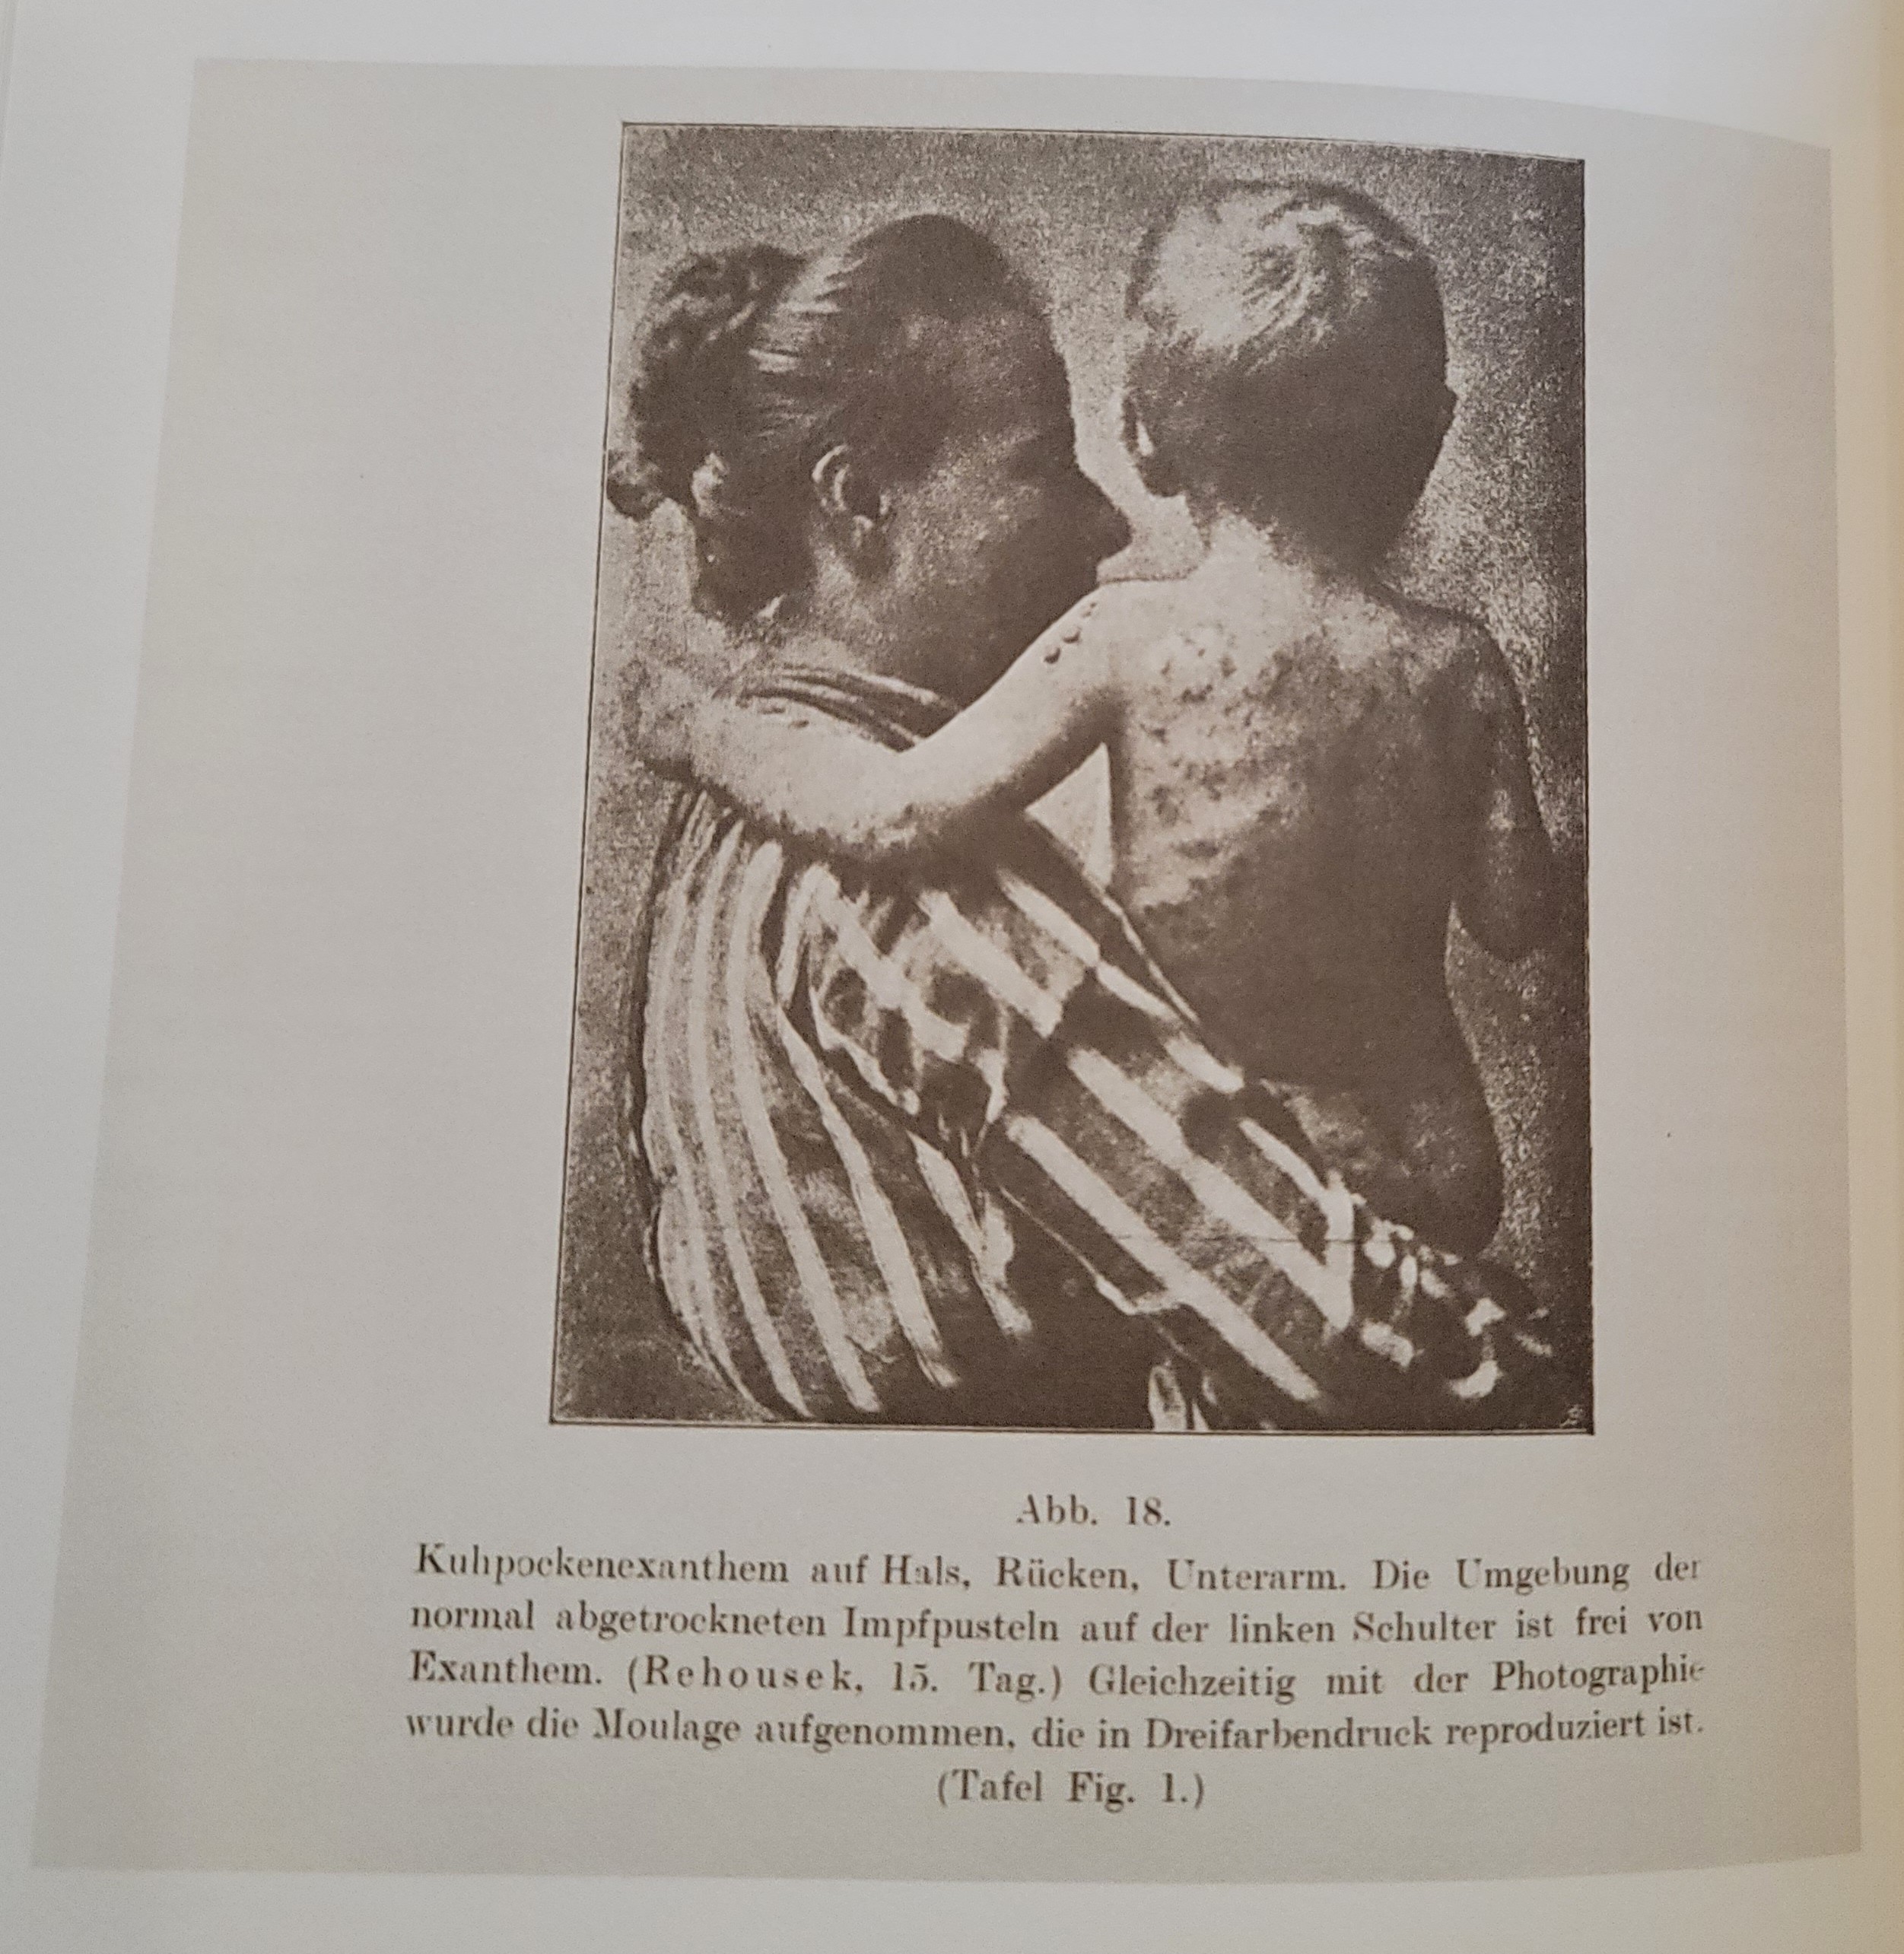 Abb. 18.
Kuhpockenexanthem auf Hals, Rücken, Unterarm. Die Umgebung der
normal abgetrockneten Impfpusteln auf der linken Schulter ist frei von
Exanthem. (Rehousek, 15. Tag.) Gleichzeitig mit der Photographie
wurde die Moulage aufgenommen, die in Dreifarbendruck reproduziert ist.
(Tafel Fig. 1.)